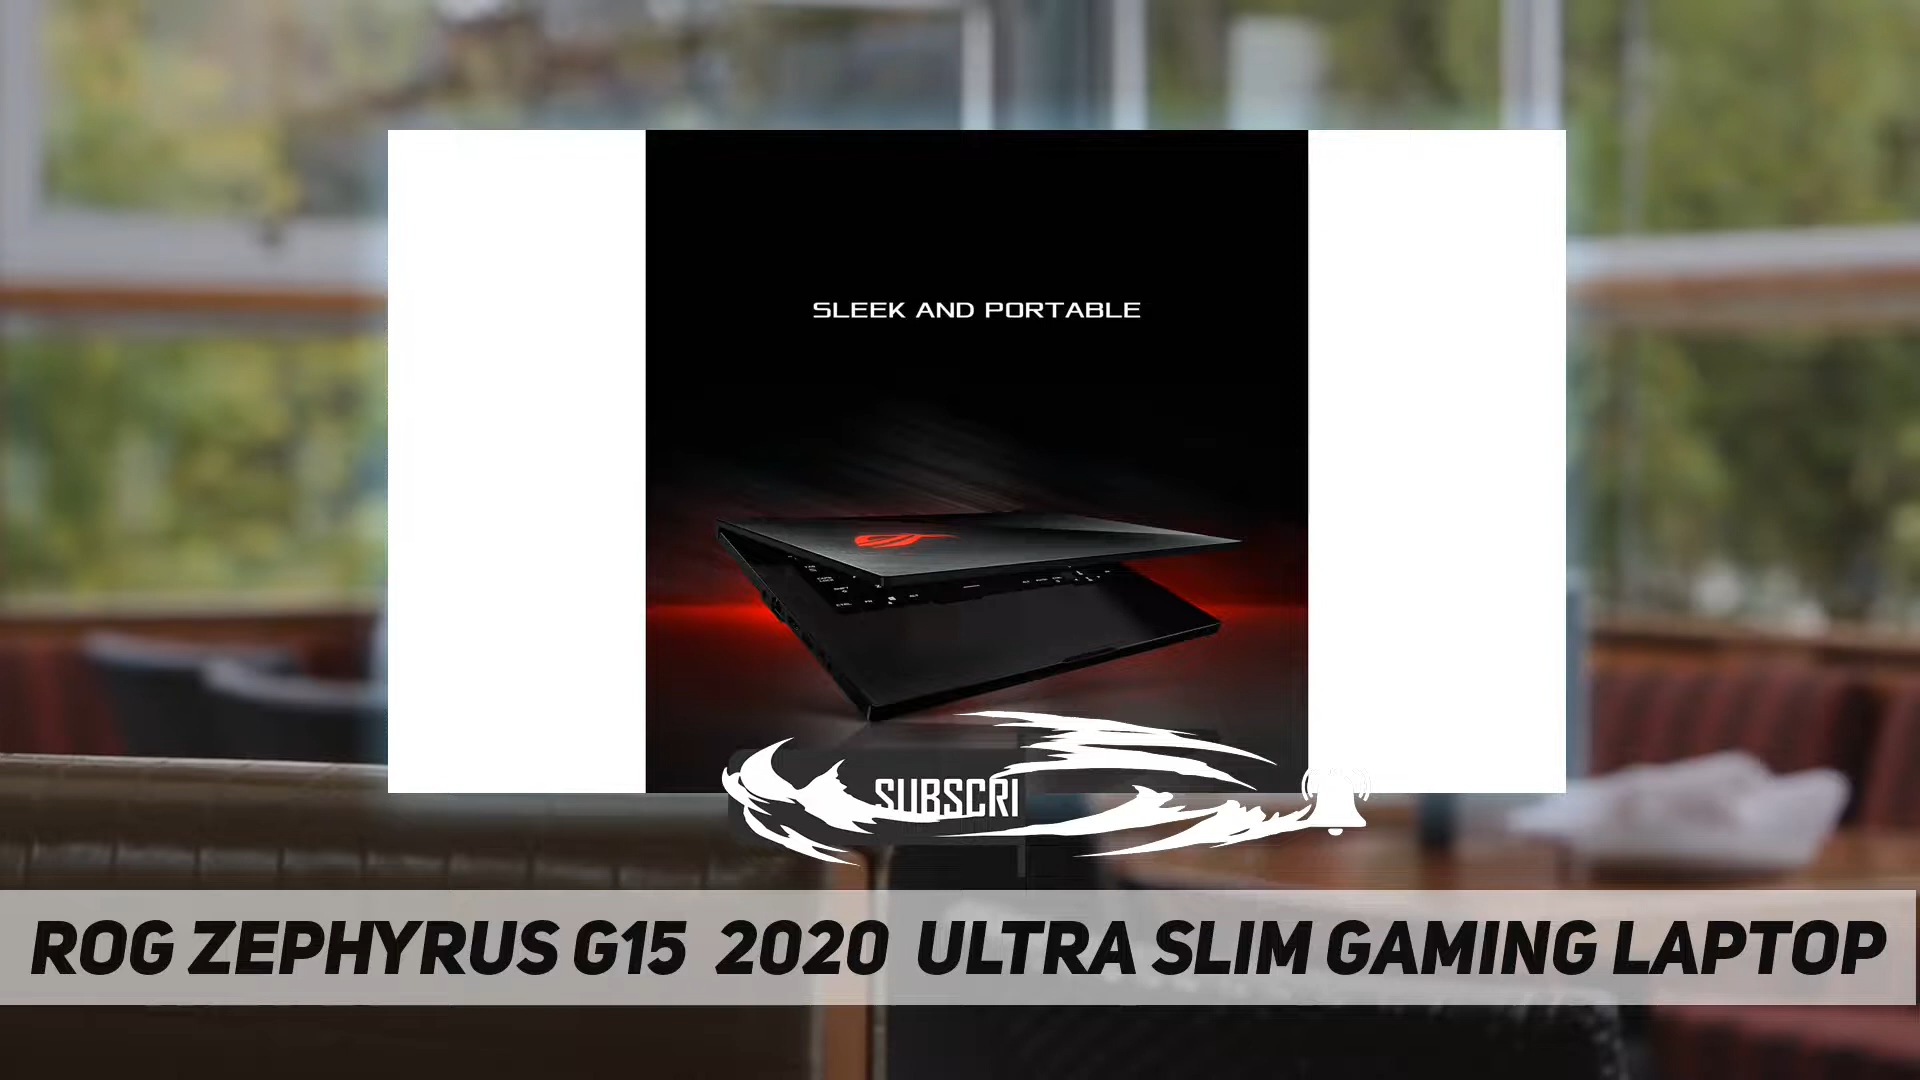 SLEEK AND PORTABLE
SUBSCRI
ROG ZEPHYRUS G15 2020 ULTRA SLIM GAMING LAPTOP